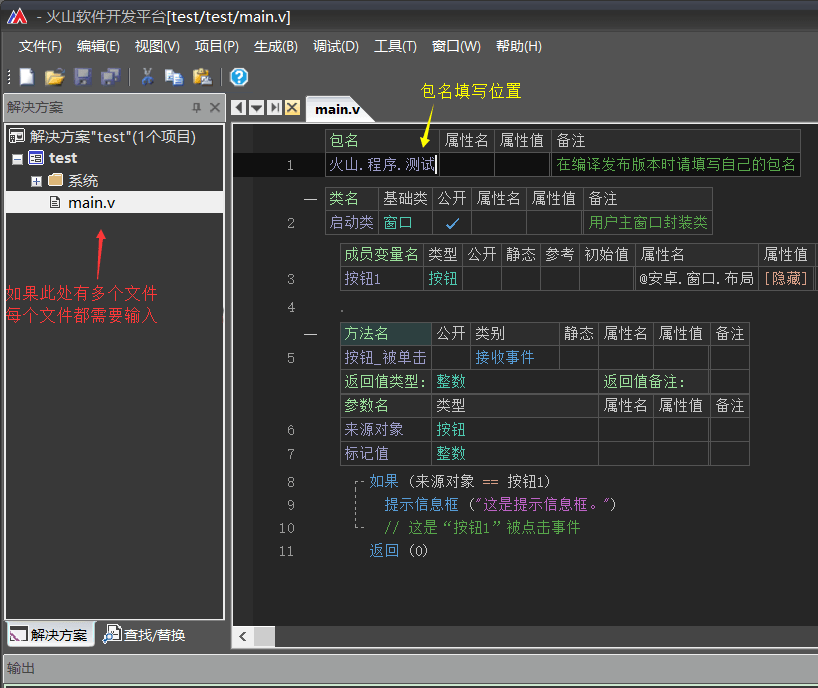 - 火山软件开发平台[test/test/main.v]
文件(F) 编辑(E) 视图(V) 项目(P) 生成(B) 调试(D) 工具(T) 窗口(W) 帮助(H)
解决方案
main.v
包名填写位置
解决方案"test"(1个项目)
test
系统
main.v
如果此处有多个文件
每个文件都需要输入
包名 属性名 属性值 备注
1 火山.程序.测试 在编译发布版本时请填写自己的包名
类名 基础类 公开 属性名 属性值 备注
2 启动类 窗口 ✓ 用户主窗口封装类
成员变量名 类型 公开 静态 参考 初始值 属性名 属性值
3 按钮1 按钮 @安卓.窗口.布局 [隐藏]
4 .
方法名 公开 类别 静态 属性名 属性值 备注
5 按钮_被单击 接收事件
返回值类型: 整数 返回值备注:
参数名 类型 属性名 属性值 备注
6 来源对象 按钮
7 标记值 整数
8 如果 (来源对象 == 按钮1)
9 提示信息框 ("这是提示信息框。")
10 // 这是“按钮1”被点击事件
11 返回 (0)
解决方案 查找/替换
输出